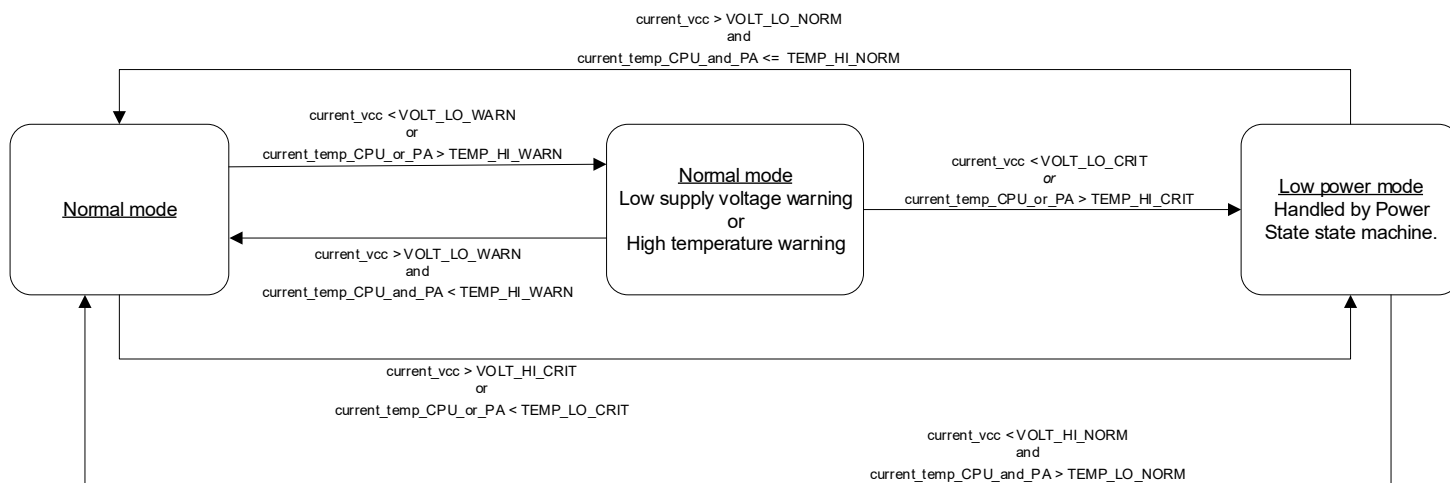 current_vcc > VOLT_LO_NORM
and
current_temp_CPU_and_PA <= TEMP_HI_NORM
current_vcc < VOLT_LO_WARN
or
current_temp_CPU_or_PA > TEMP_HI_WARN
Normal mode
Normal mode
Low supply voltage warning
or
High temperature warning
current_vcc < VOLT_LO_CRIT
or
current_temp_CPU_or_PA > TEMP_HI_CRIT
Low power mode
Handled by Power
State state machine.
current_vcc > VOLT_LO_WARN
and
current_temp_CPU_and_PA < TEMP_HI_WARN
current_vcc > VOLT_HI_CRIT
or
current_temp_CPU_or_PA < TEMP_LO_CRIT
current_vcc < VOLT_HI_NORM
and
current_temp_CPU_and_PA > TEMP_LO_NORM